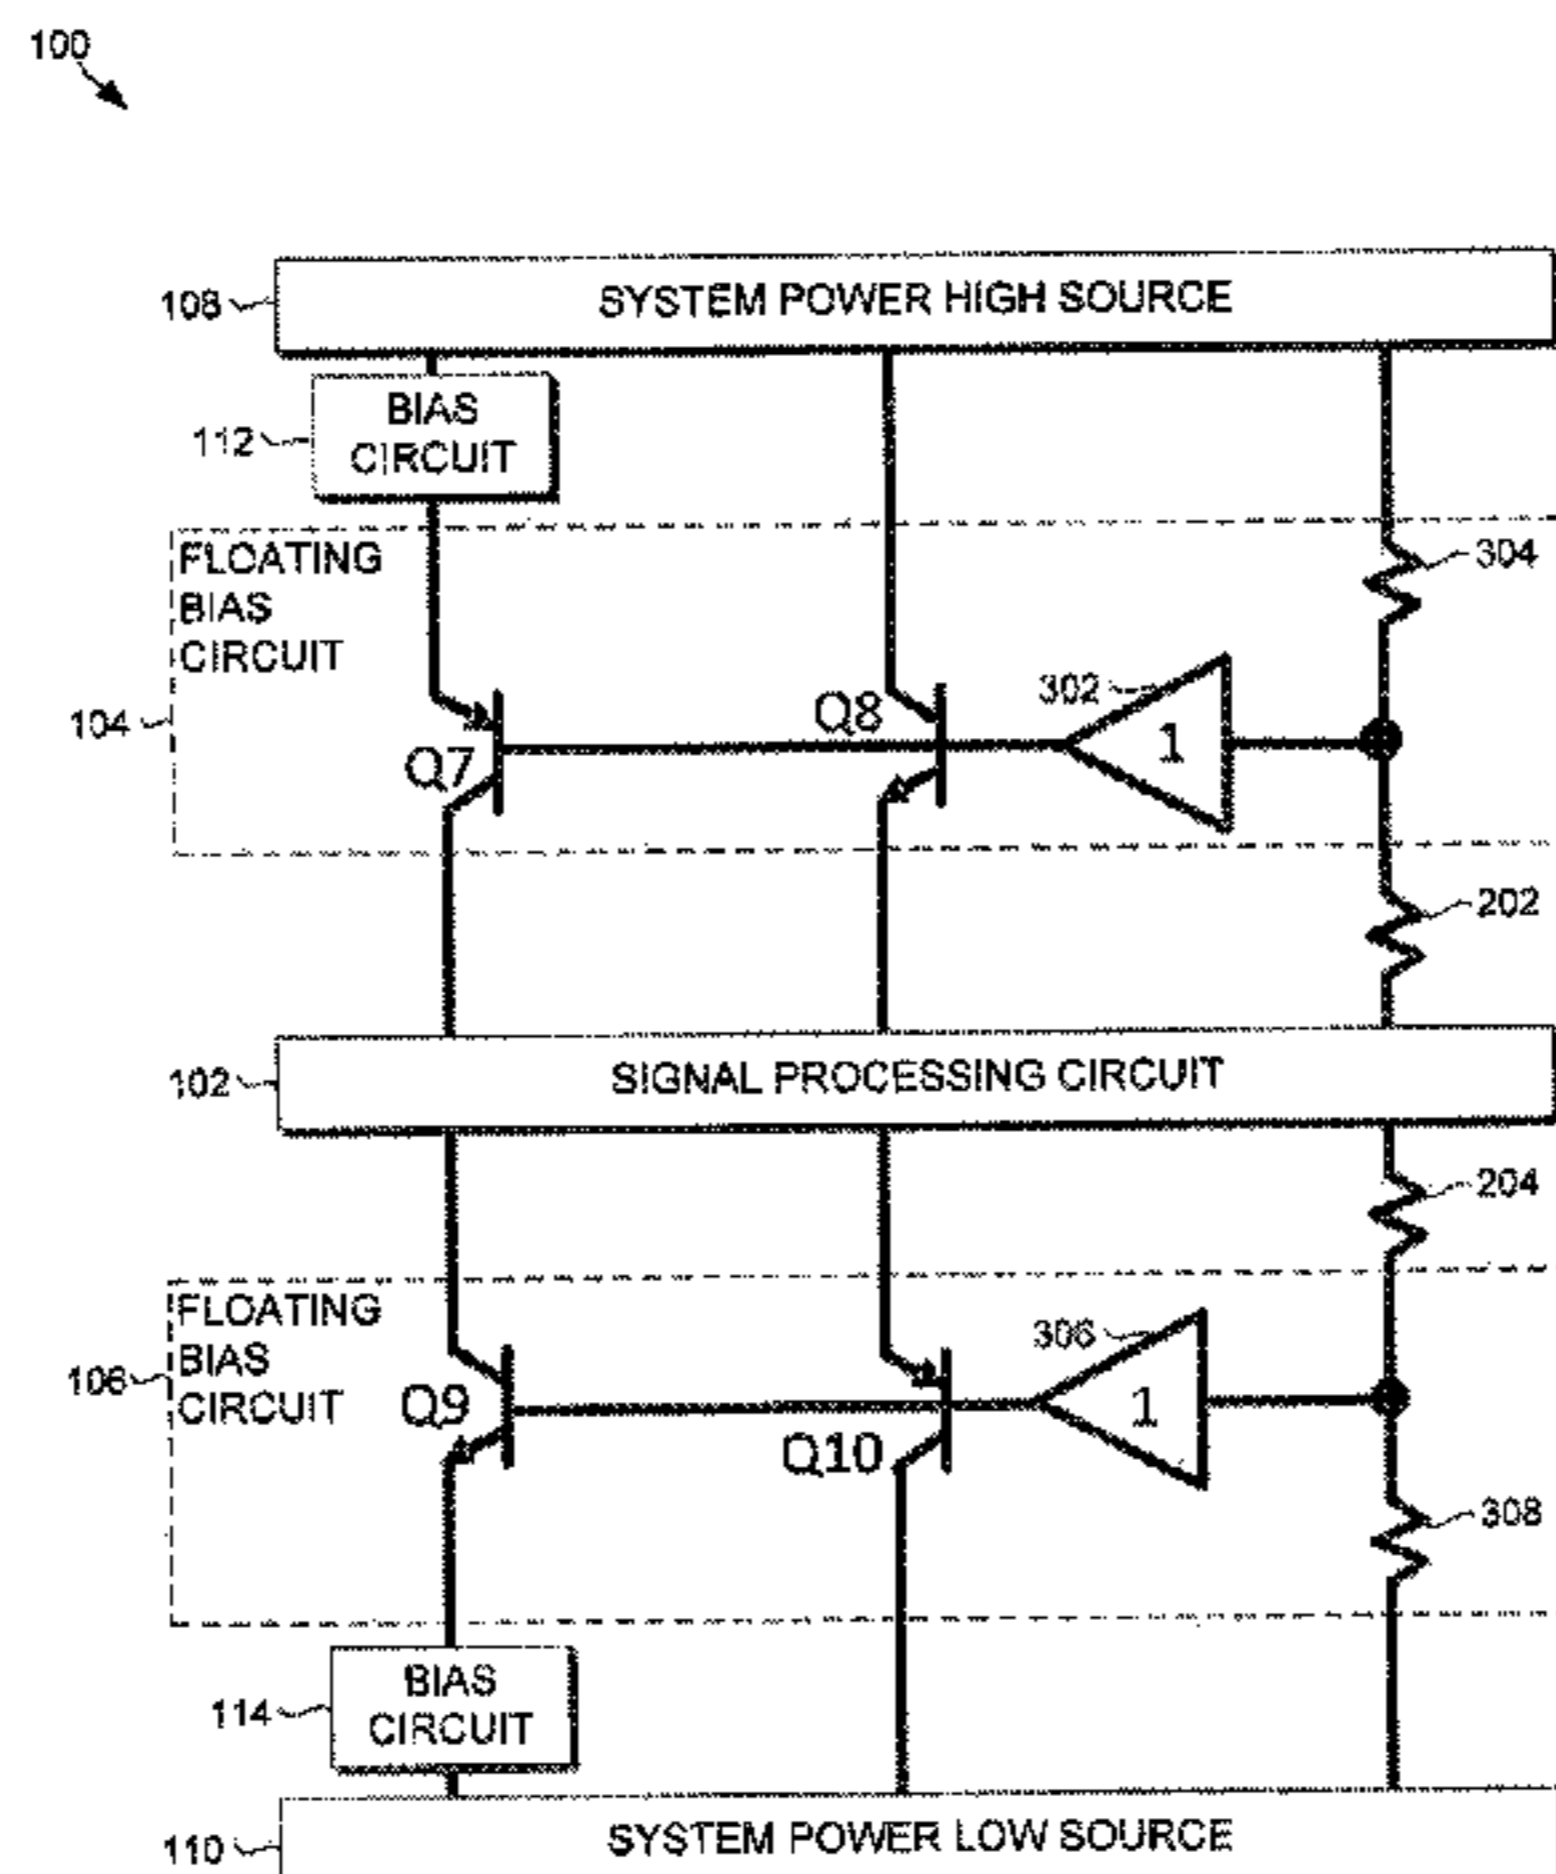 100
108
SYSTEM POWER HIGH SOURCE
112
BIAS
CIRCUIT
FLOATING
BIAS
CIRCUIT
304
104
Q7
Q8
302
1
202
102
SIGNAL PROCESSING CIRCUIT
204
FLOATING
BIAS
CIRCUIT
106
Q9
Q10
306
1
308
114
BIAS
CIRCUIT
110
SYSTEM POWER LOW SOURCE